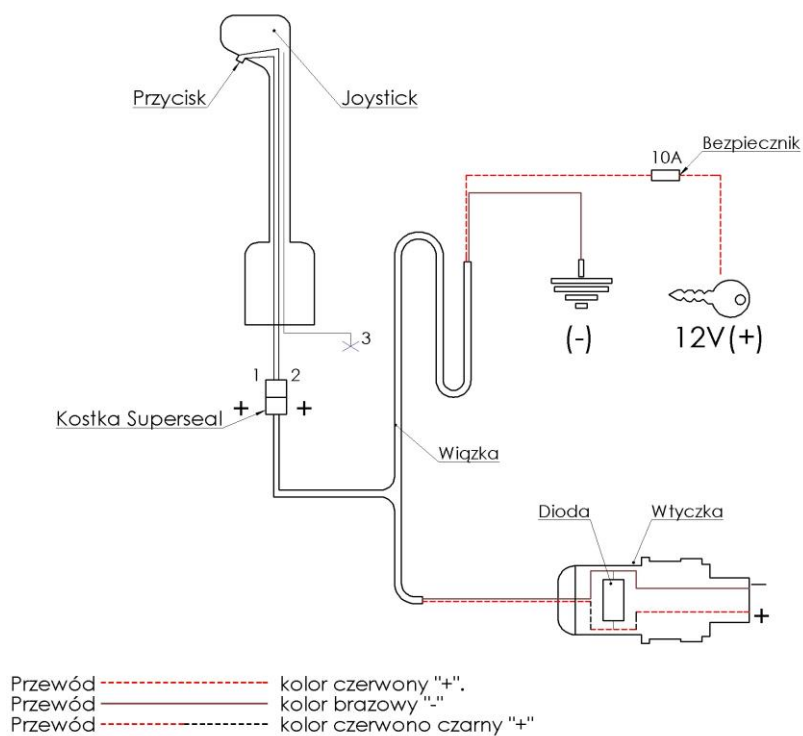 Przycisk
Joystick
Bezpiecznik
10A
(-)
12V(+)
3
1 2
+ +
Kostka Superseal
Wiązka
Dioda
Wtyczka
−
+
Przewód kolor czerwony "+".
Przewód kolor brazowy "-"
Przewód kolor czerwono czarny "+"